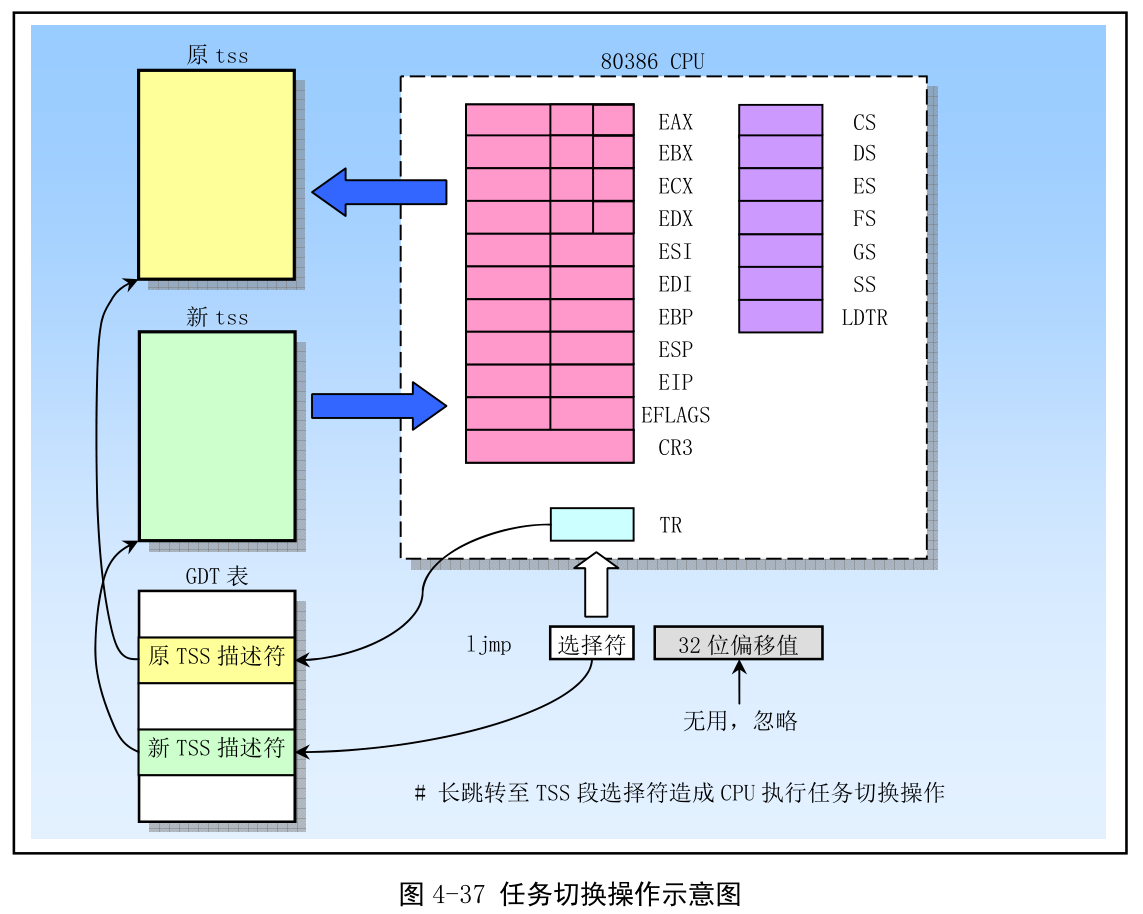 原 tss
80386 CPU
EAX
EBX
ECX
EDX
ESI
EDI
EBP
ESP
EIP
EFLAGS
CR3
CS
DS
ES
FS
GS
SS
LDTR
新 tss
TR
GDT 表
原 TSS 描述符
新 TSS 描述符
ljmp 选择符 32 位偏移值
无用，忽略
# 长跳转至 TSS 段选择符造成 CPU 执行任务切换操作
图 4-37 任务切换操作示意图